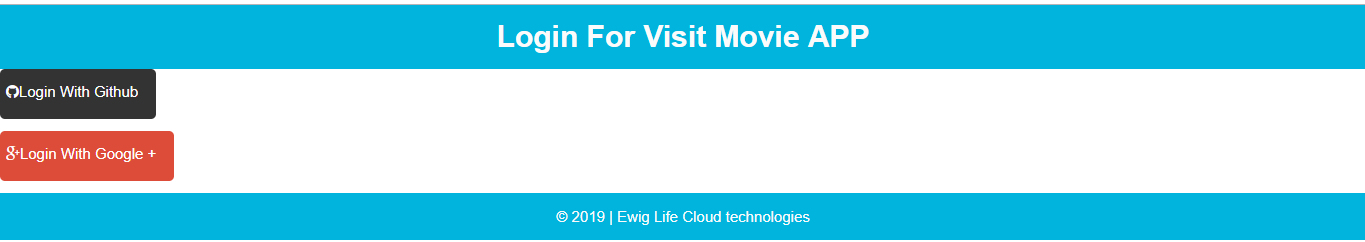 Login For Visit Movie APP
Login With Github
Login With Google +
© 2019 | Ewig Life Cloud technologies